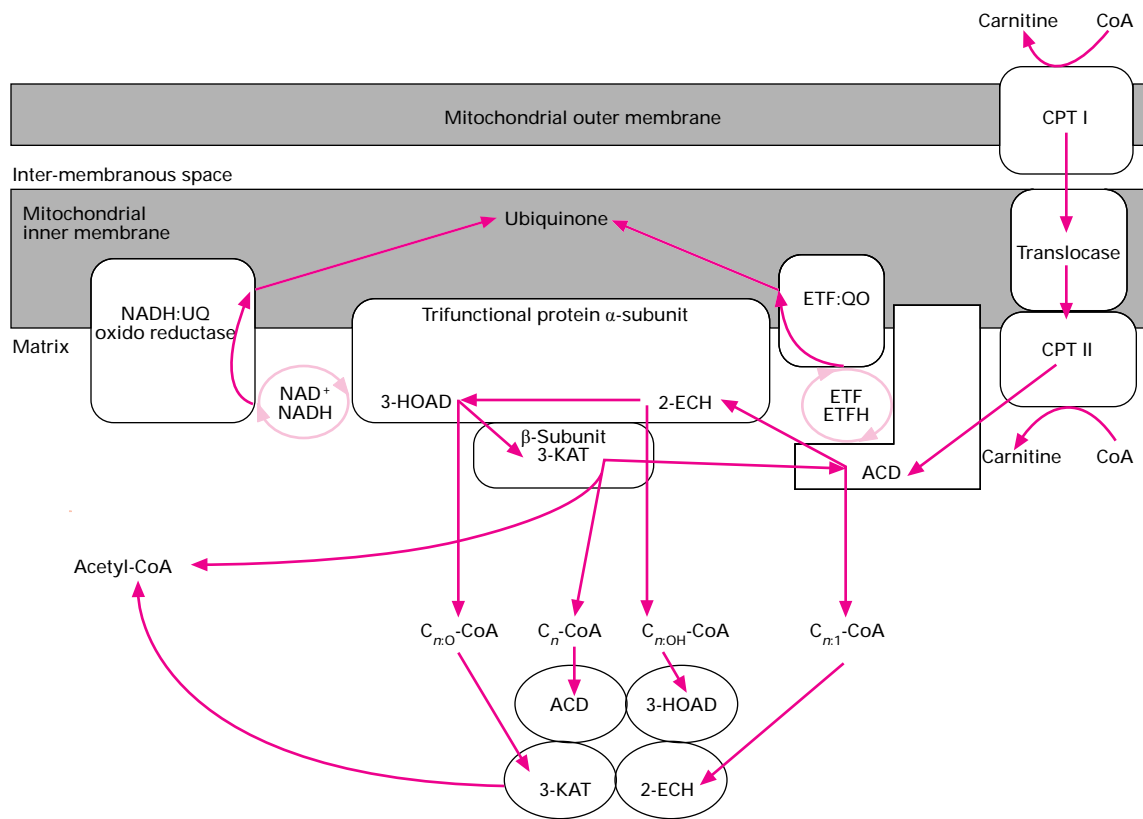 Carnitine CoA
Mitochondrial outer membrane
CPT I
Inter-membranous space
Mitochondrial
inner membrane
Ubiquinone
Translocase
NADH:UQ
oxido reductase
Trifunctional protein α-subunit
ETF:QO
Matrix
CPT II
NAD+
NADH
3-HOAD
2-ECH
ETF
ETFH
β-Subunit
3-KAT
ACD
Carnitine CoA
Acetyl-CoA
Cn:O-CoA
Cn-CoA
Cn:OH-CoA
Cn:1-CoA
ACD
3-HOAD
3-KAT
2-ECH